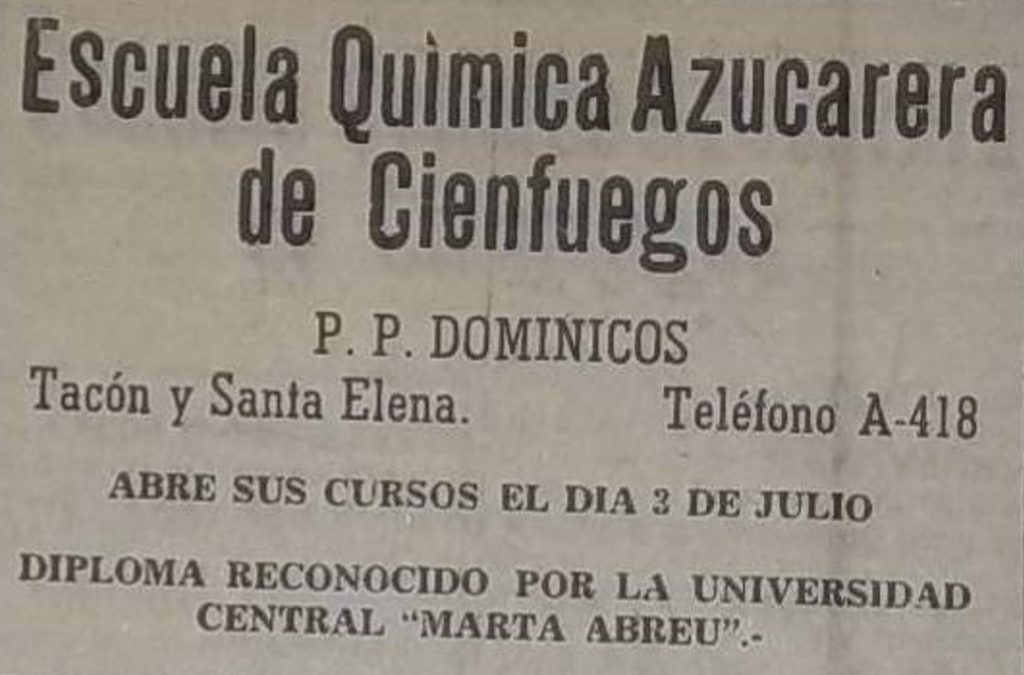 Escuela Quìmica Azucarera
de Cienfuegos
P. P. DOMINICOS
Tacón y Santa Elena. Teléfono A-418
ABRE SUS CURSOS EL DIA 3 DE JULIO
DIPLOMA RECONOCIDO POR LA UNIVERSIDAD
CENTRAL “MARTA ABREU”.-